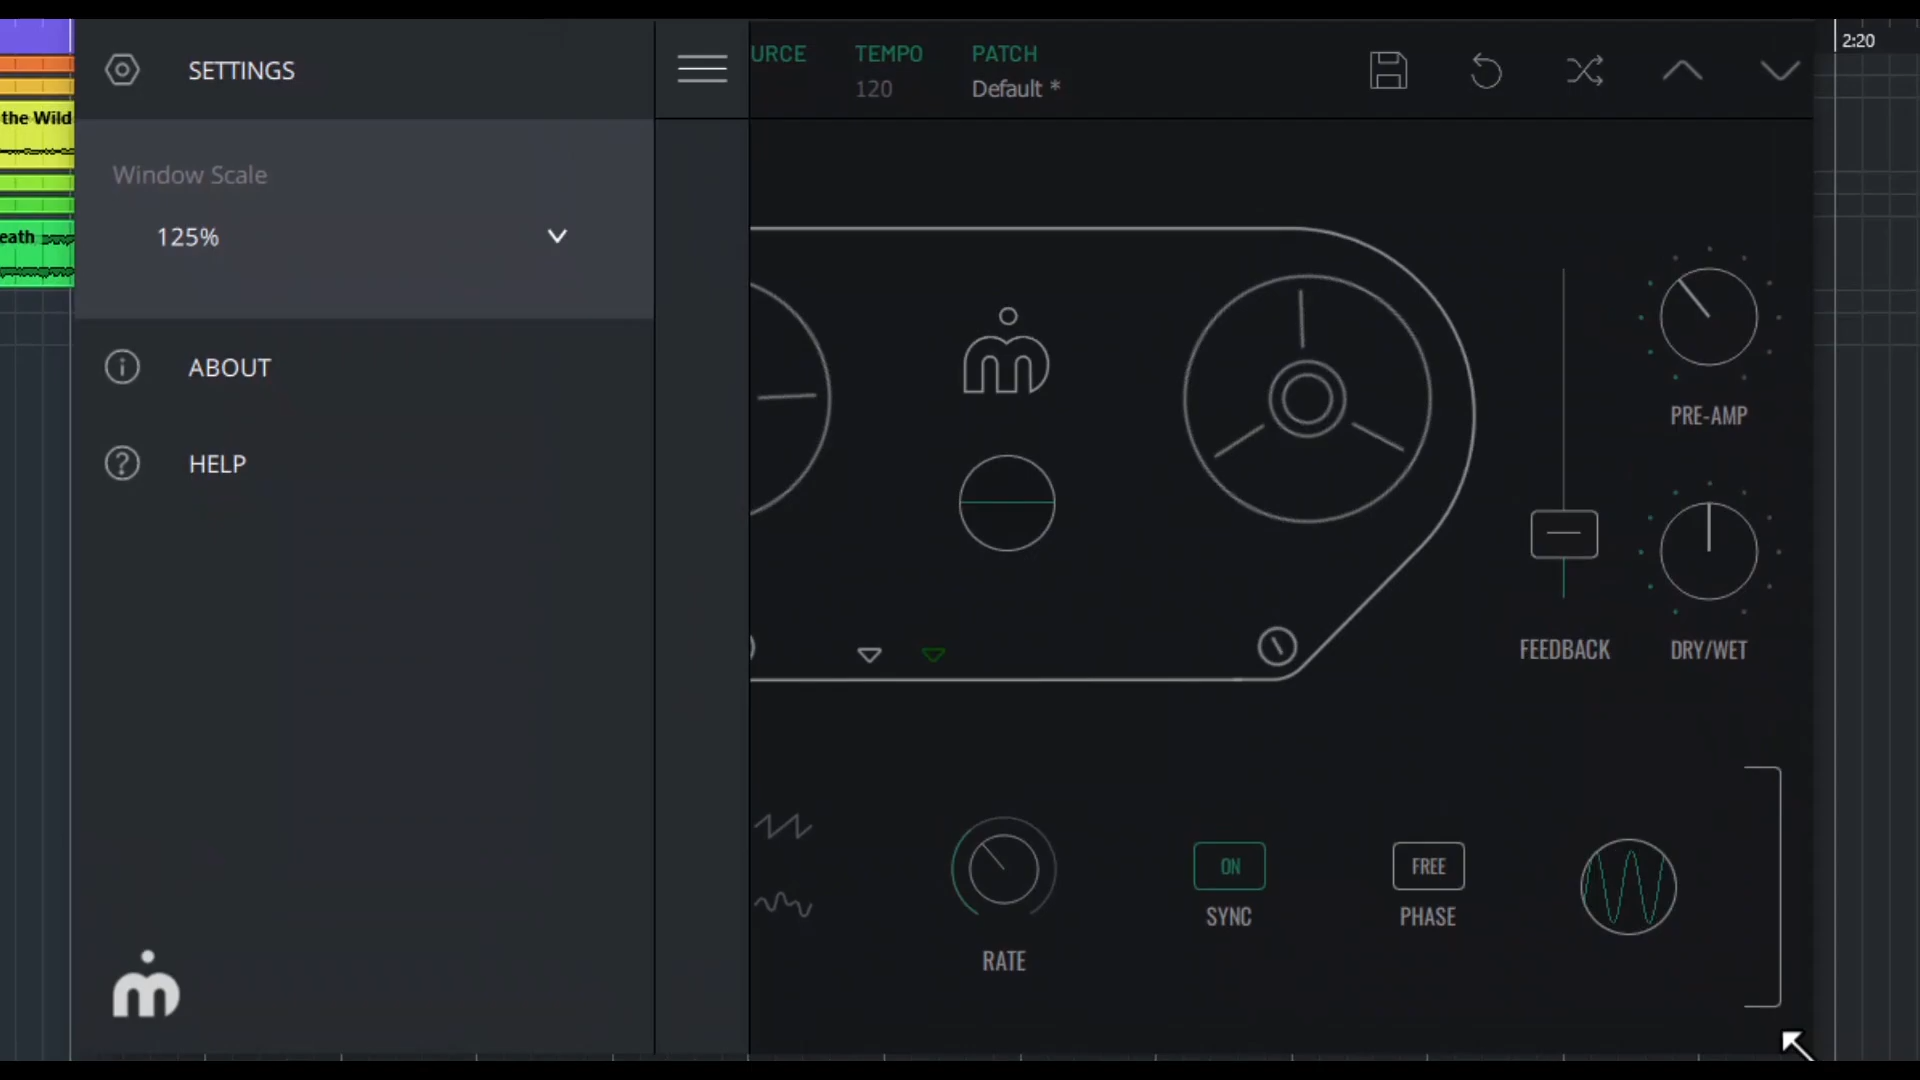 SETTINGS
Window Scale
125%
ABOUT
HELP
URCE
TEMPO
120
PATCH
Default *
2:20
the Wild
eath
PRE-AMP
FEEDBACK
DRY/WET
RATE
ON
SYNC
FREE
PHASE